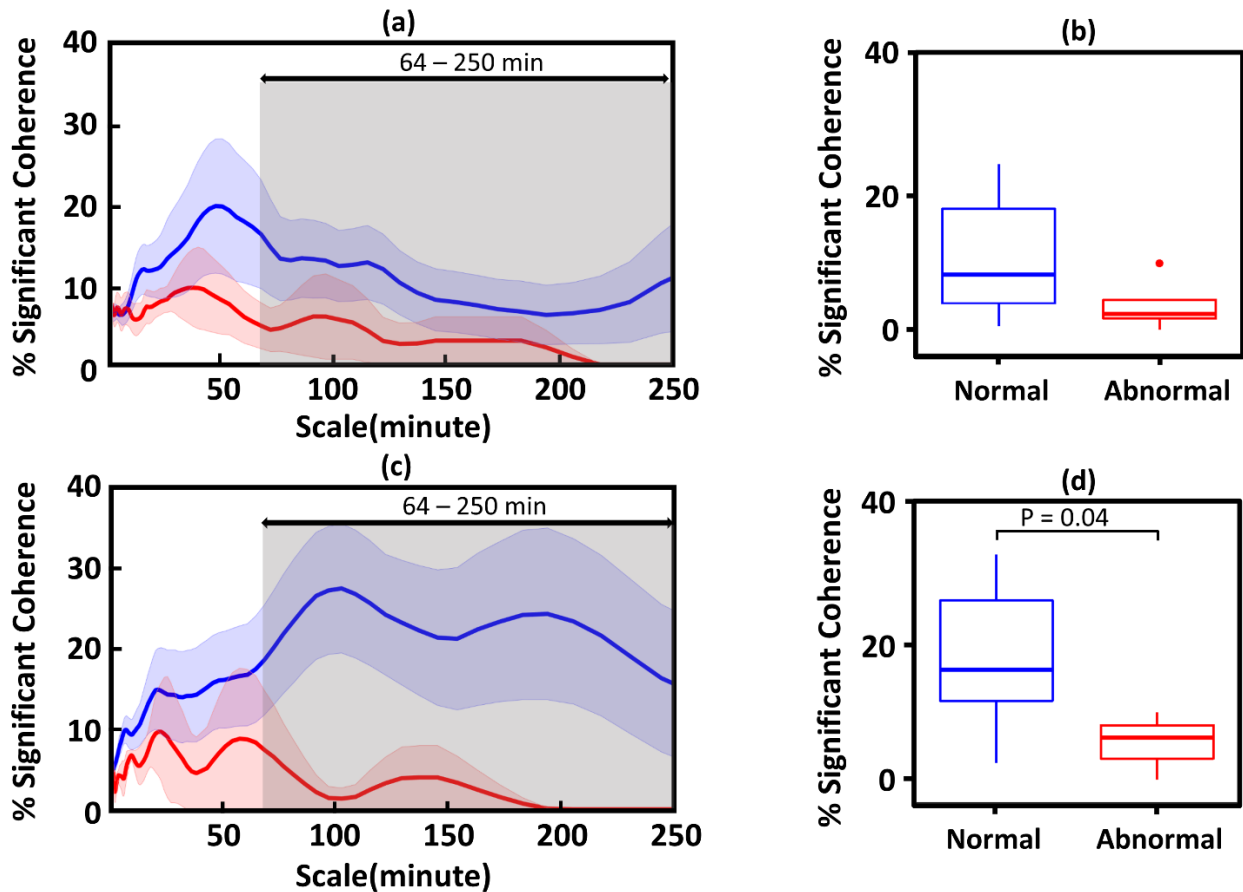 (a)
40
30
20
10
0
% Significant Coherence
64 – 250 min
50 100 150 200 250
Scale(minute)
(b)
40
20
0
% Significant Coherence
Normal Abnormal
(c)
40
30
20
10
0
% Significant Coherence
64 – 250 min
50 100 150 200 250
Scale(minute)
(d)
40
20
0
% Significant Coherence
P = 0.04
Normal Abnormal